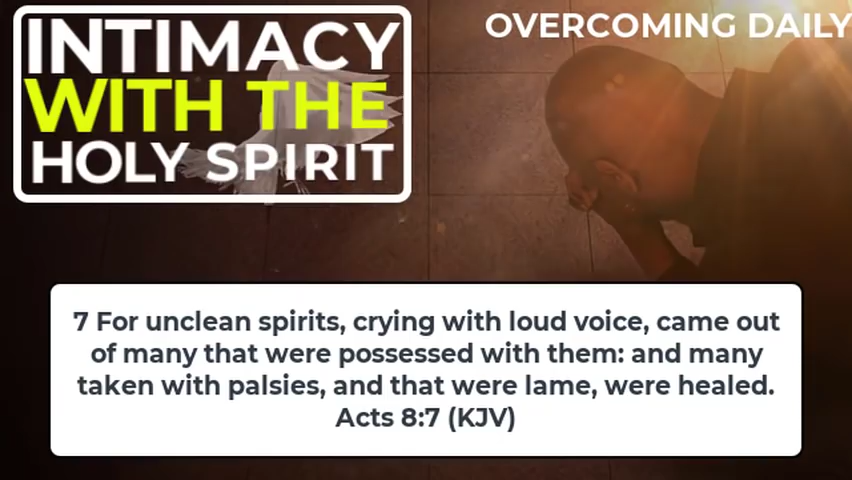 INTIMACY
WITH THE
HOLY SPIRIT
OVERCOMING DAILY
7 For unclean spirits, crying with loud voice, came out
of many that were possessed with them: and many
taken with palsies, and that were lame, were healed.
Acts 8:7 (KJV)